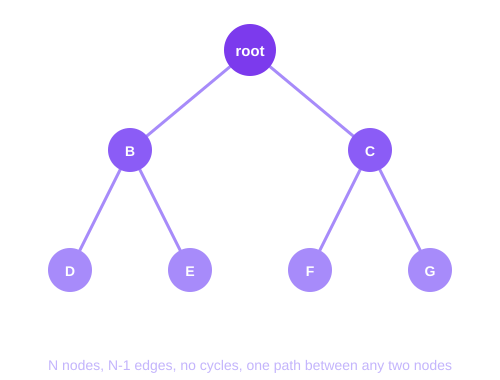 root
B
C
D
E
F
G
N nodes, N-1 edges, no cycles, one path between any two nodes